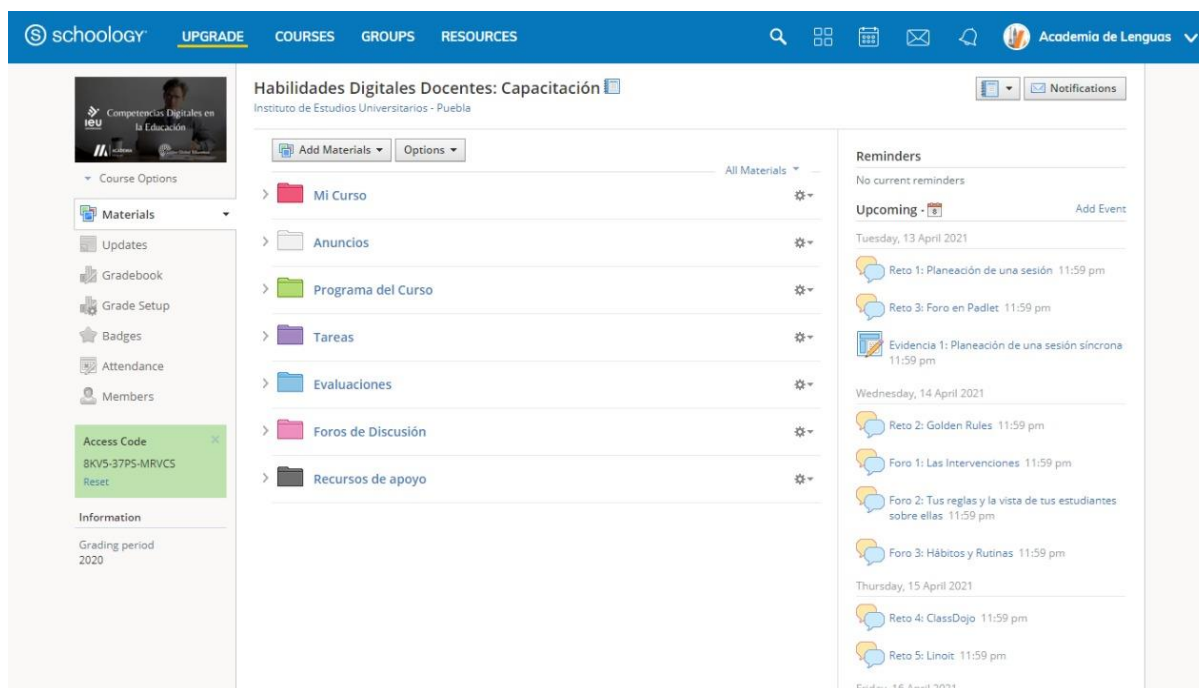 schoology
UPGRADE
COURSES
GROUPS
RESOURCES
Academia de Lenguas
ieu
Competencias Digitales en
la Educación
Course Options
Materials
Updates
Gradebook
Grade Setup
Badges
Attendance
Members
Access Code
8KV5-37PS-MRVCS
Reset
Information
Grading period
2020
Habilidades Digitales Docentes: Capacitación
Instituto de Estudios Universitarios - Puebla
Notifications
Add Materials
Options
All Materials
Mi Curso
Anuncios
Programa del Curso
Tareas
Evaluaciones
Foros de Discusión
Recursos de apoyo
Reminders
No current reminders
Upcoming ·
Add Event
Tuesday, 13 April 2021
Reto 1: Planeación de una sesión 11:59 pm
Reto 3: Foro en Padlet 11:59 pm
Evidencia 1: Planeación de una sesión síncrona
11:59 pm
Wednesday, 14 April 2021
Reto 2: Golden Rules 11:59 pm
Foro 1: Las Intervenciones 11:59 pm
Foro 2: Tus reglas y la vista de tus estudiantes
sobre ellas 11:59 pm
Foro 3: Hábitos y Rutinas 11:59 pm
Thursday, 15 April 2021
Reto 4: ClassDojo 11:59 pm
Reto 5: Linoit 11:59 pm
Friday, 16 April 2021